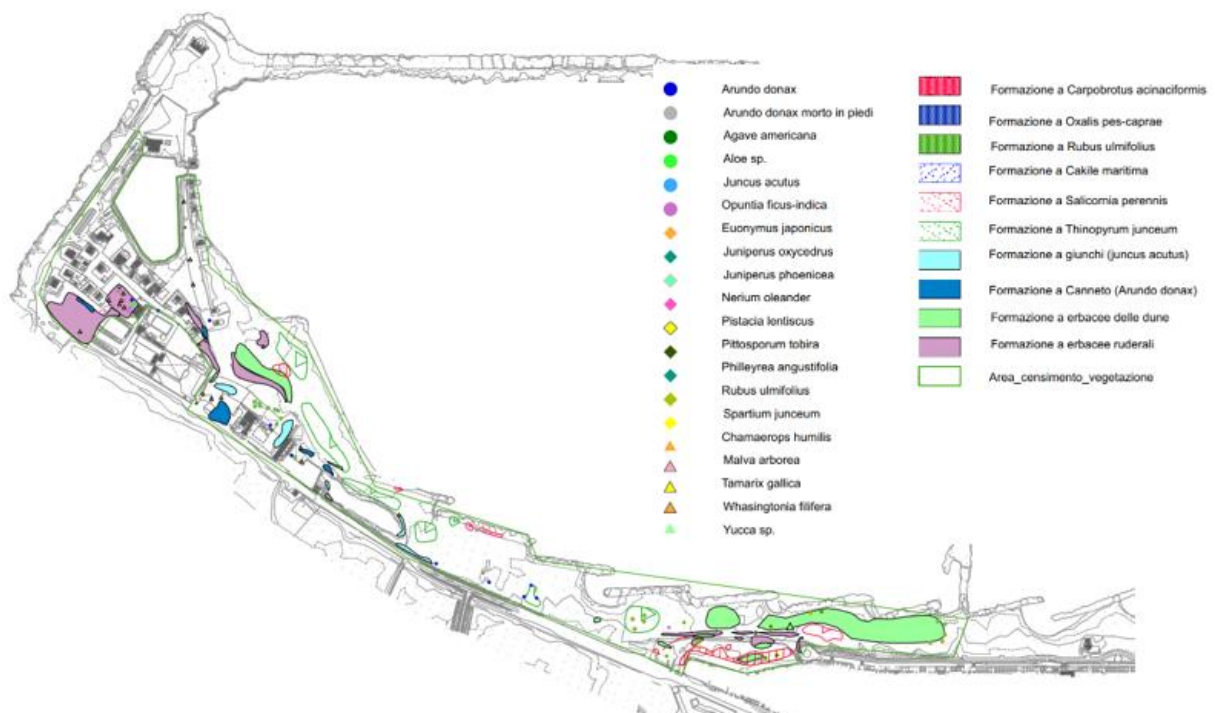 Arundo donax
Arundo donax morto in piedi
Agave americana
Aloe sp.
Juncus acutus
Opuntia ficus-indica
Euonymus japonicus
Juniperus oxycedrus
Juniperus phoenicea
Nerium oleander
Pistacia lentiscus
Pittosporum tobira
Philleyrea angustifolia
Rubus ulmifolius
Spartium junceum
Chamaerops humilis
Malva arborea
Tamarix gallica
Whasingtonia filifera
Yucca sp.
Formazione a Carpobrotus acinaciformis
Formazione a Oxalis pes-caprae
Formazione a Rubus ulmifolius
Formazione a Cakile maritima
Formazione a Salicornia perennis
Formazione a Thinopyrum junceum
Formazione a giunchi (juncus acutus)
Formazione a Canneto (Arundo donax)
Formazione a erbacee delle dune
Formazione a erbacee ruderali
Area_censimento_vegetazione